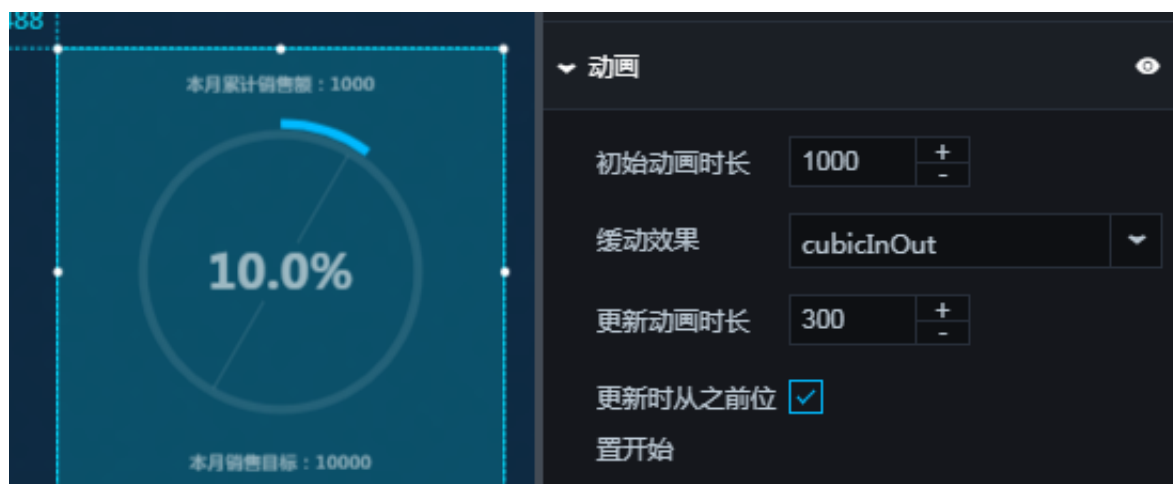 488
本月累计销售额：1000
10.0%
本月销售目标：10000
动画
初始动画时长 1000 + -
缓动效果 cubicInOut
更新动画时长 300 + -
更新时从之前位
置开始